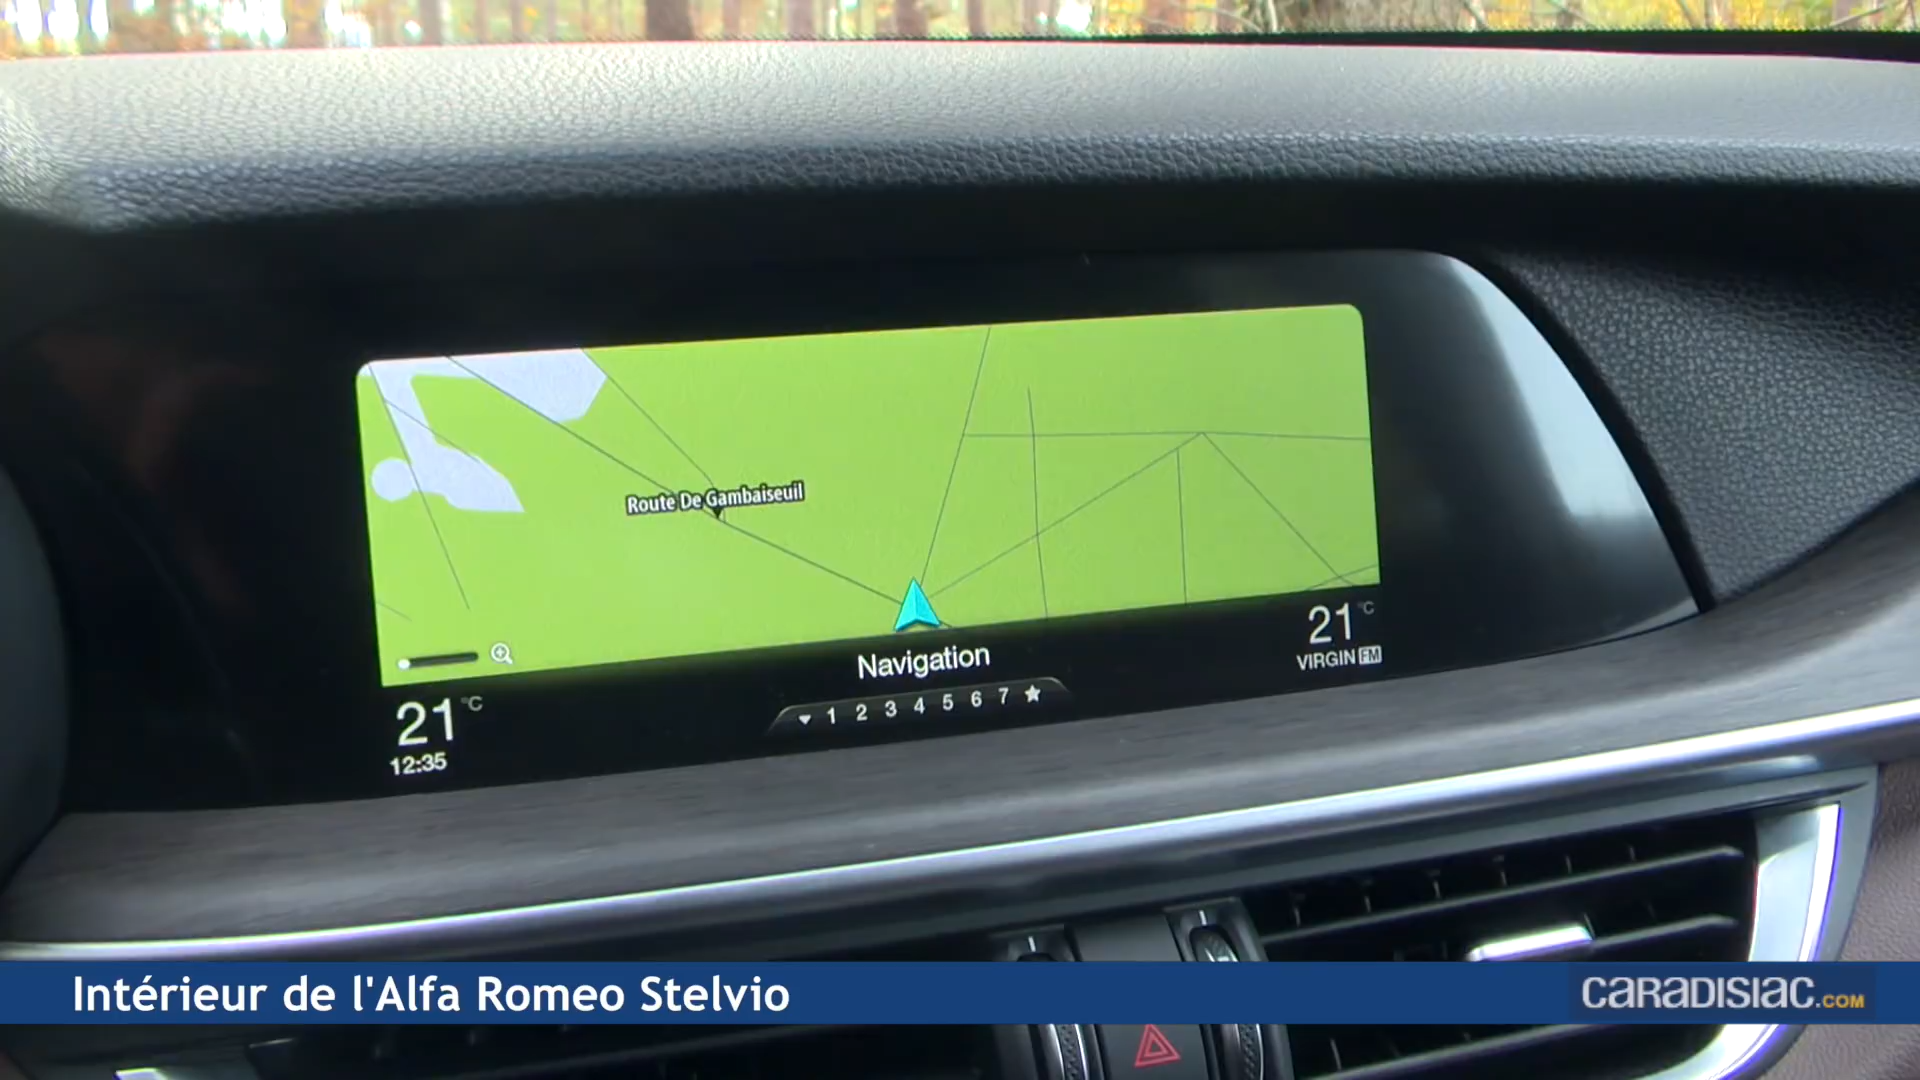 Route De Gambaiseuil
Navigation
21 °C
VIRGIN FM
21 °C
12:35
1 2 3 4 5 6 7
Intérieur de l'Alfa Romeo Stelvio
CARADISIAC.COM